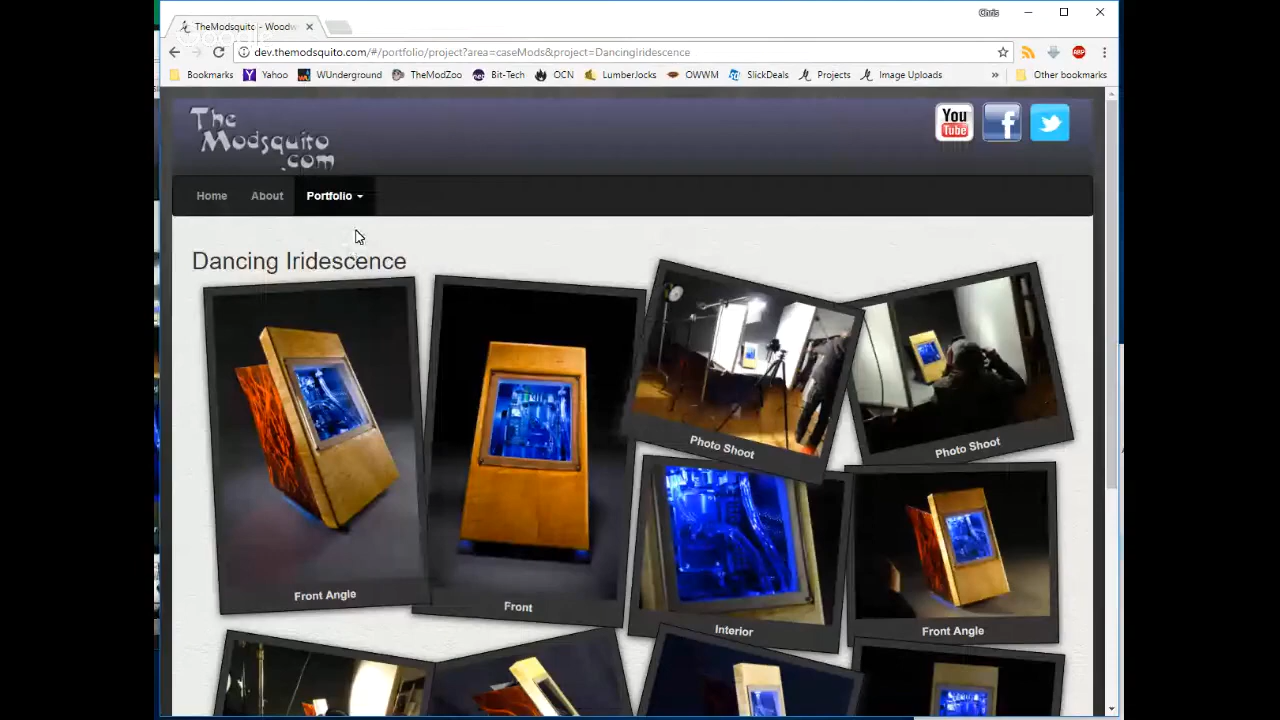 Chris
TheModsquito - Woodw
dev.themodsquito.com/#/portfolio/project?area=caseMods&project=DancingIridescence
Bookmarks Yahoo WUnderground TheModZoo Bit-Tech OCN LumberJocks OWWM SlickDeals Projects Image Uploads » Other bookmarks
The
Modsquito
.com
You
Tube
Home About Portfolio
Dancing Iridescence
Photo Shoot
Photo Shoot
Front Angle
Front
Interior
Front Angle